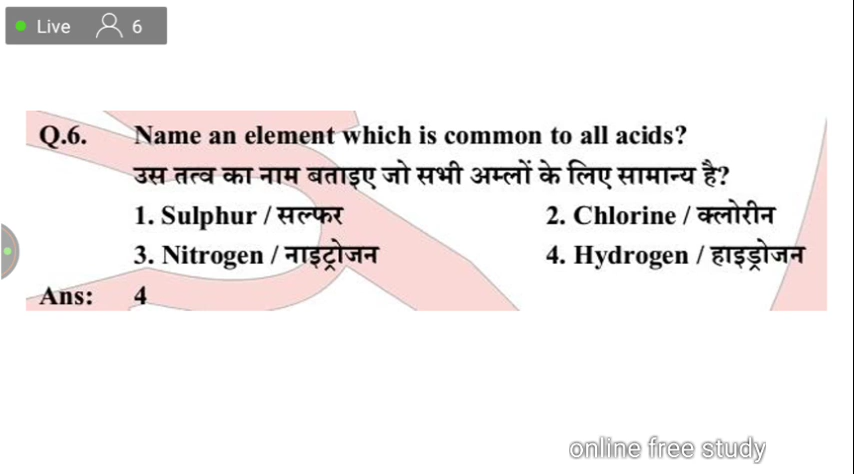 Live 6
Q.6. Name an element which is common to all acids?
उस तत्व का नाम बताइए जो सभी अम्लों के लिए सामान्य है?
1. Sulphur / सल्फर 2. Chlorine / क्लोरीन
3. Nitrogen / नाइट्रोजन 4. Hydrogen / हाइड्रोजन
Ans: 4
online free study